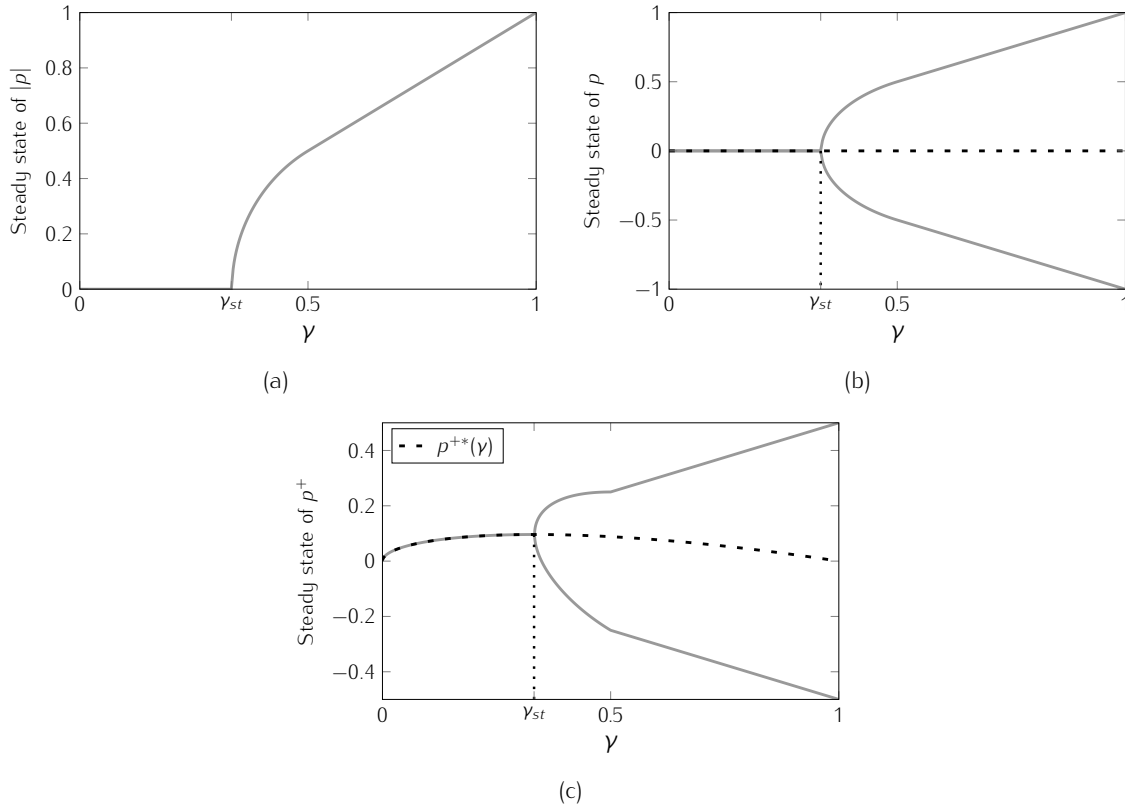 1
0.8
0.6
0.4
0.2
0
Steady state of |p|
0
γst
0.5
1
γ
(a)
1
0.5
0
−0.5
−1
Steady state of p
0
γst
0.5
1
γ
(b)
p+*(γ)
0.4
0.2
0
−0.2
−0.4
Steady state of p+
0
γst
0.5
1
γ
(c)